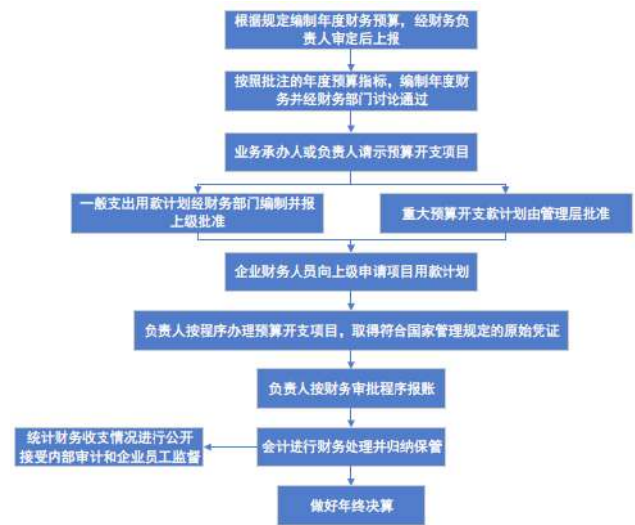 根据规定编制年度财务预算，经财务负
责人审定后上报
按照批注的年度预算指标，编制年度财
务并经财务部门讨论通过
业务承办人或负责人请示预算开支项目
一般支出用款计划经财务部门编制并报
上级批准
重大预算开支款计划由管理层批准
企业财务人员向上级申请项目用款计划
负责人按程序办理预算开支项目，取得符合国家管理规定的原始凭证
负责人按财务审批程序报账
统计财务收支情况进行公开
接受内部审计和企业员工监督
会计进行财务处理并归纳保管
做好年终决算